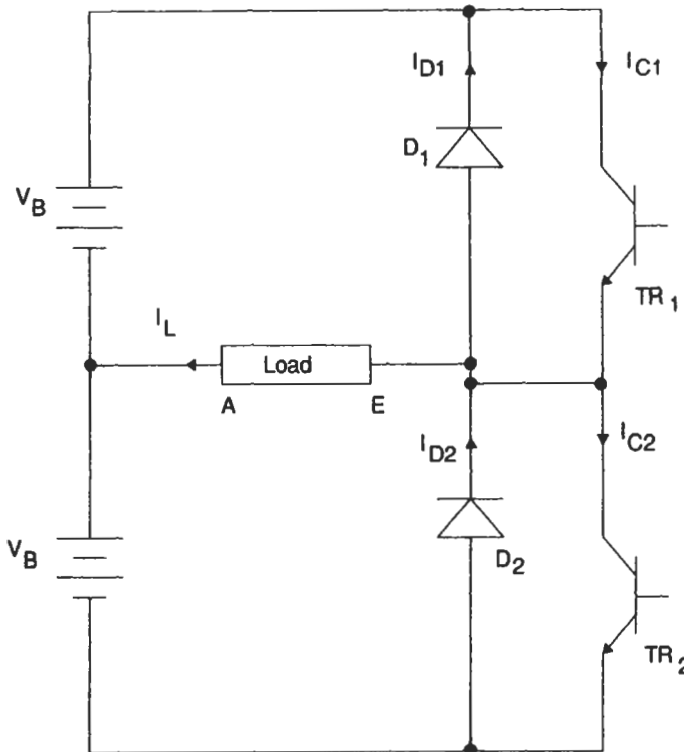 I_D1
I_C1
D_1
V_B
TR_1
I_L
Load
A E
I_D2
I_C2
V_B
D_2
TR_2